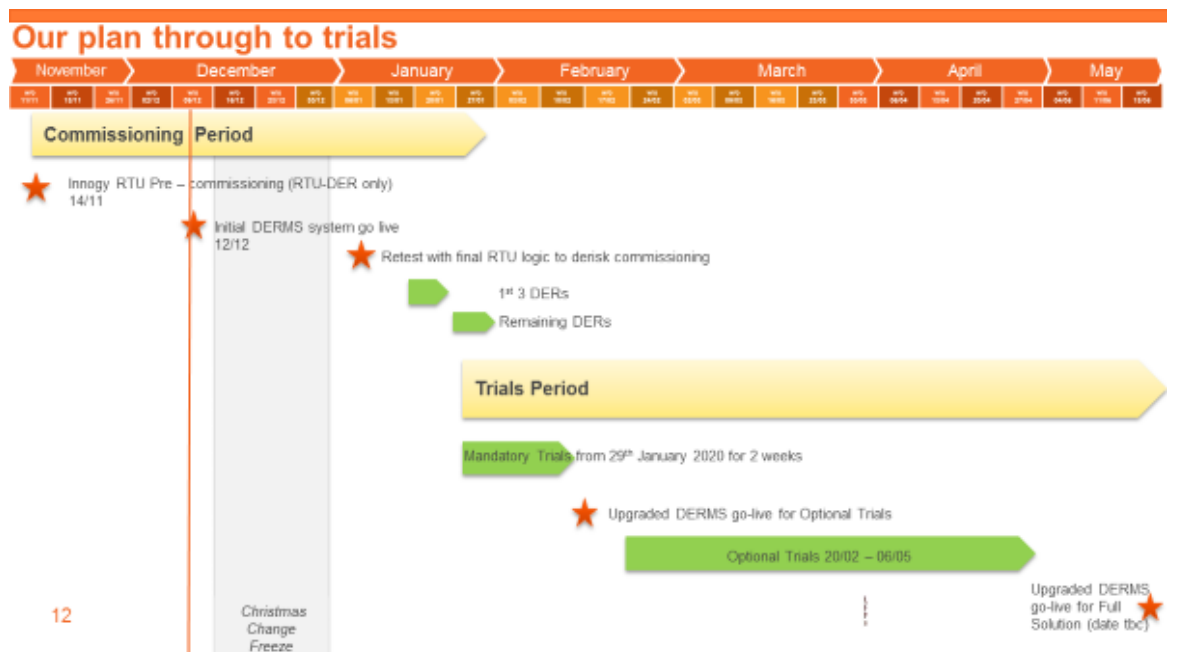 Our plan through to trials
November December January February March April May
Commissioning Period
Innogy RTU Pre – commissioning (RTU-DER only)
14/11
Initial DERMS system go live
12/12
Retest with final RTU logic to derisk commissioning
1st 3 DERs
Remaining DERs
Trials Period
Mandatory Trials from 29th January 2020 for 2 weeks
Upgraded DERMS go-live for Optional Trials
Optional Trials 20/02 – 06/05
Upgraded DERMS
go-live for Full
Solution (date tbc)
12
Christmas
Change
Freeze